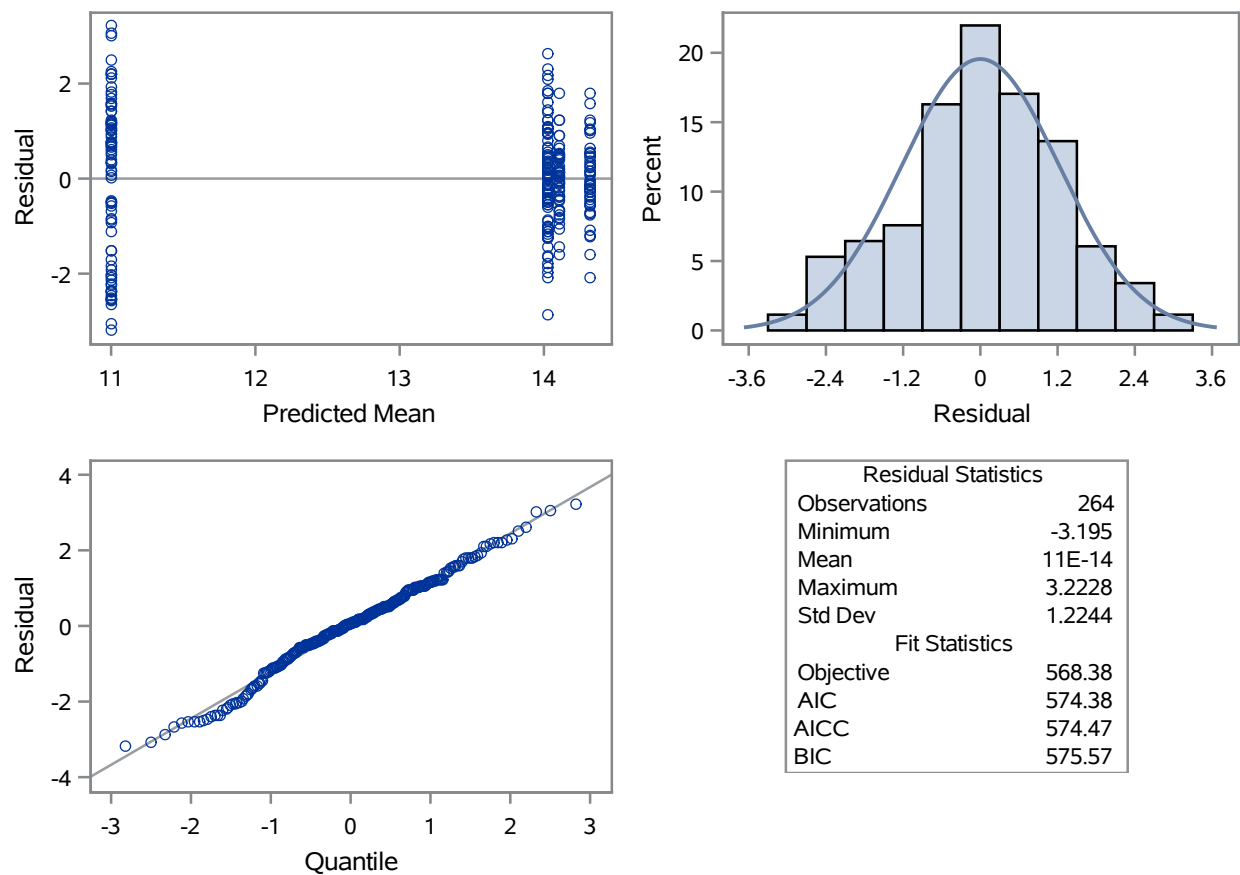 Residual
2
0
-2
11 12 13 14
Predicted Mean
Percent
20
15
10
5
0
-3.6 -2.4 -1.2 0 1.2 2.4 3.6
Residual
Residual
4
2
0
-2
-4
-3 -2 -1 0 1 2 3
Quantile
Residual Statistics
Observations 264
Minimum -3.195
Mean 11E-14
Maximum 3.2228
Std Dev 1.2244
Fit Statistics
Objective 568.38
AIC 574.38
AICC 574.47
BIC 575.57